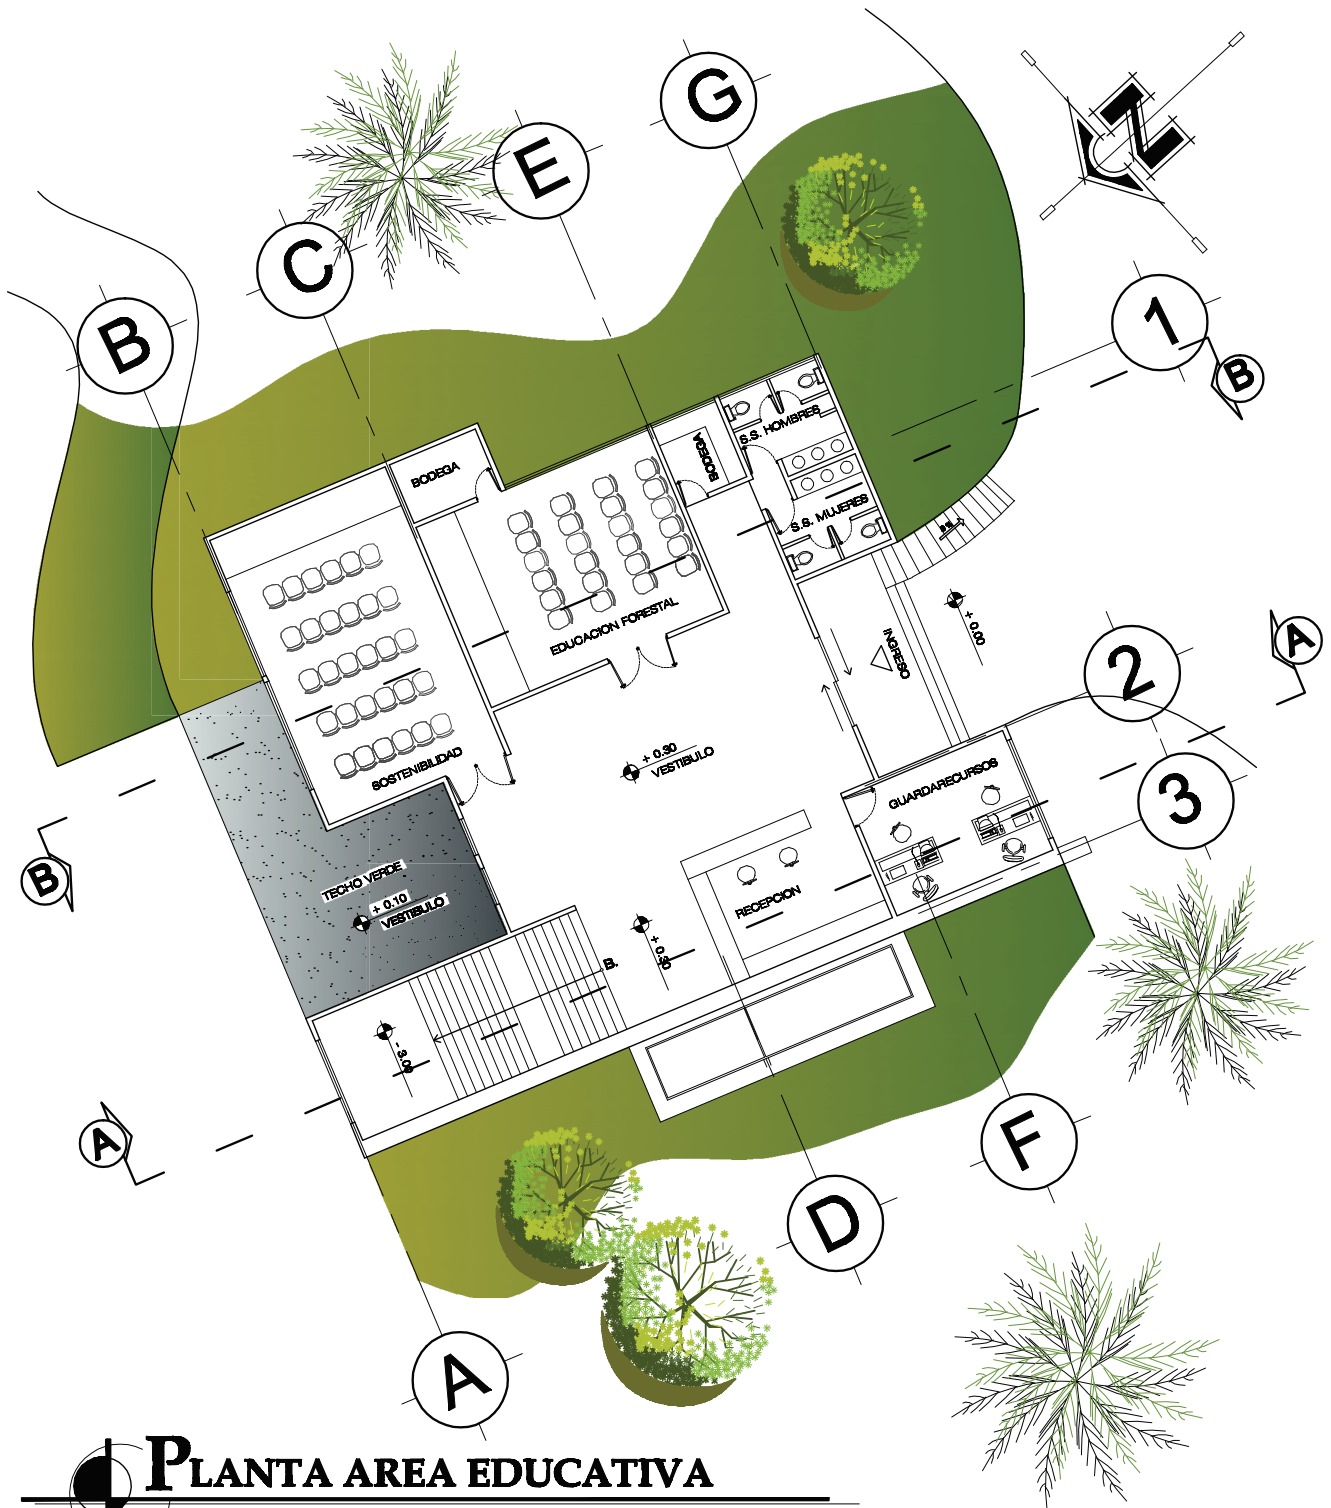 G
E
C
B
1
B
S.S. HOMBRES
BODEGA
BODEGA
S.S. MUJERES
EDUCACION FORESTAL
+ 0.00
INGRESO
A
2
+ 0.30
VESTIBULO
SOSTENIBILIDAD
GUARDARECURSOS
3
B
TECHO VERDE
+ 0.10
VESTIBULO
RECEPCION
+ 0.30
B.
- 3.00
A
F
D
A
PLANTA AREA EDUCATIVA